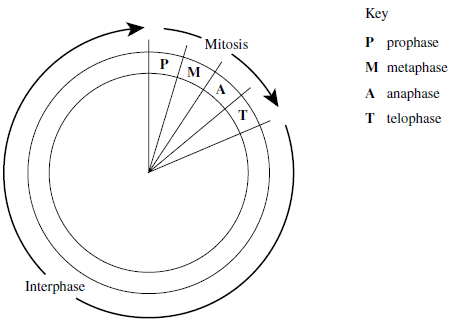 Mitosis
P
M
A
T
Interphase
Key
P prophase
M metaphase
A anaphase
T telophase